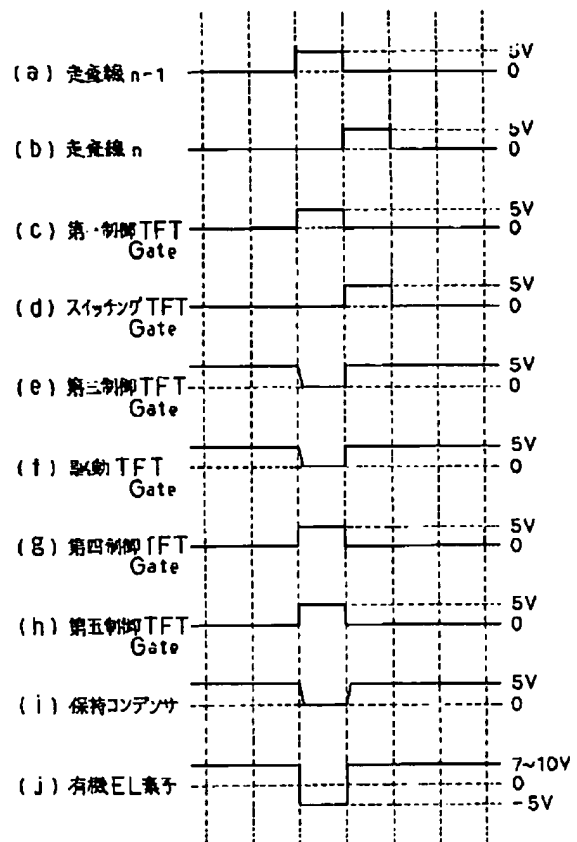 (a) 走査線 n-1 5V
0
(b) 走査線 n 5V
0
(c) 第一制御TFT 5V
Gate 0
(d) スイッチングTFT 5V
Gate 0
(e) 第三制御TFT 5V
Gate 0
(f) 駆動TFT 5V
Gate 0
(g) 第四制御TFT 5V
Gate 0
(h) 第五制御TFT 5V
Gate 0
(i) 保持コンデンサ 5V
0
(j) 有機EL素子 7~10V
0
-5V